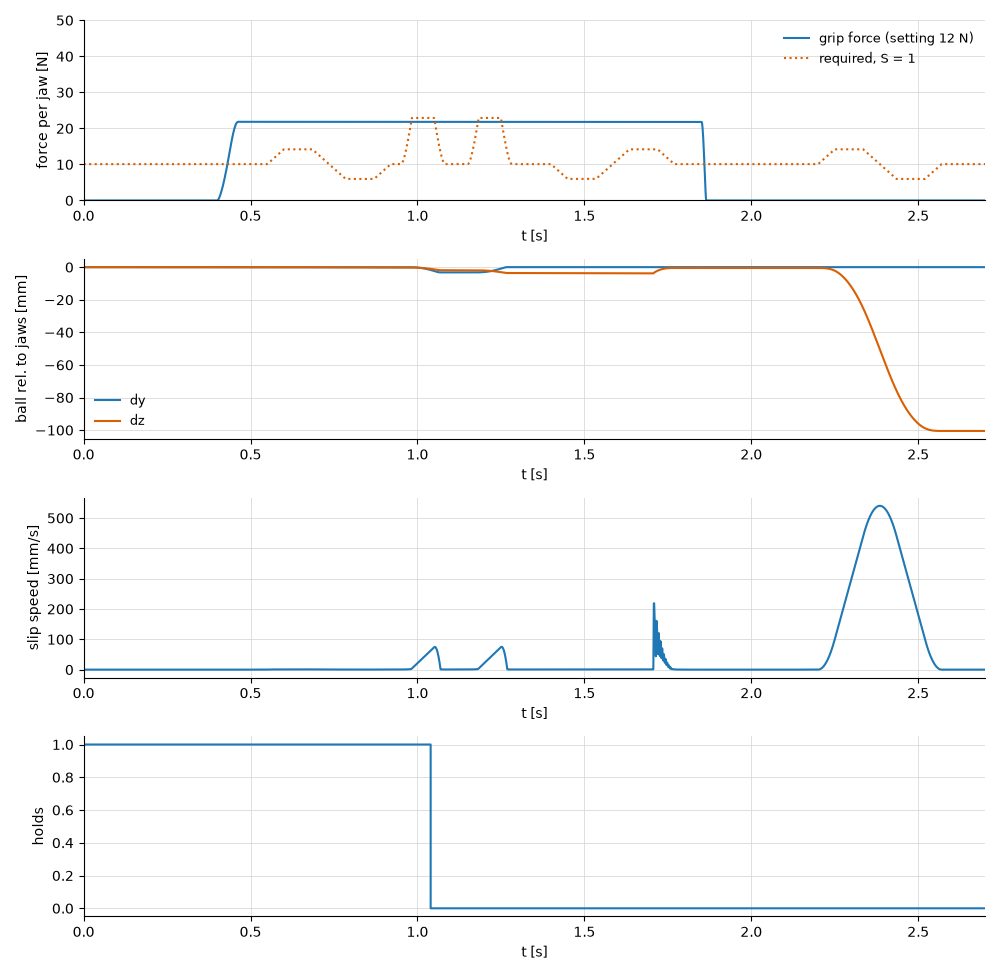 50
40
30
20
10
0
force per jaw [N]
grip force (setting 12 N)
required, S = 1
0.0 0.5 1.0 1.5 2.0 2.5
t [s]
0
−20
−40
−60
−80
−100
ball rel. to jaws [mm]
dy
dz
0.0 0.5 1.0 1.5 2.0 2.5
t [s]
500
400
300
200
100
0
slip speed [mm/s]
0.0 0.5 1.0 1.5 2.0 2.5
t [s]
1.0
0.8
0.6
0.4
0.2
0.0
holds
0.0 0.5 1.0 1.5 2.0 2.5
t [s]